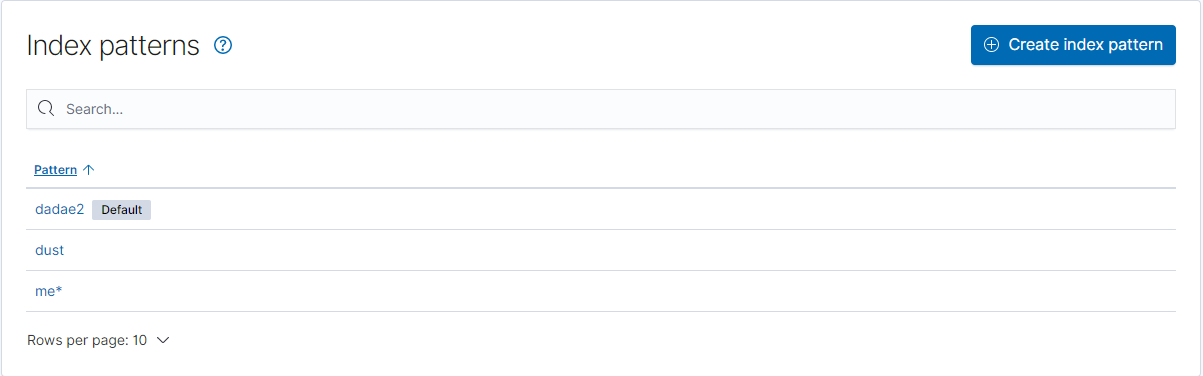 Index patterns
Create index pattern
Search...
Pattern
dadae2 Default
dust
me*
Rows per page: 10